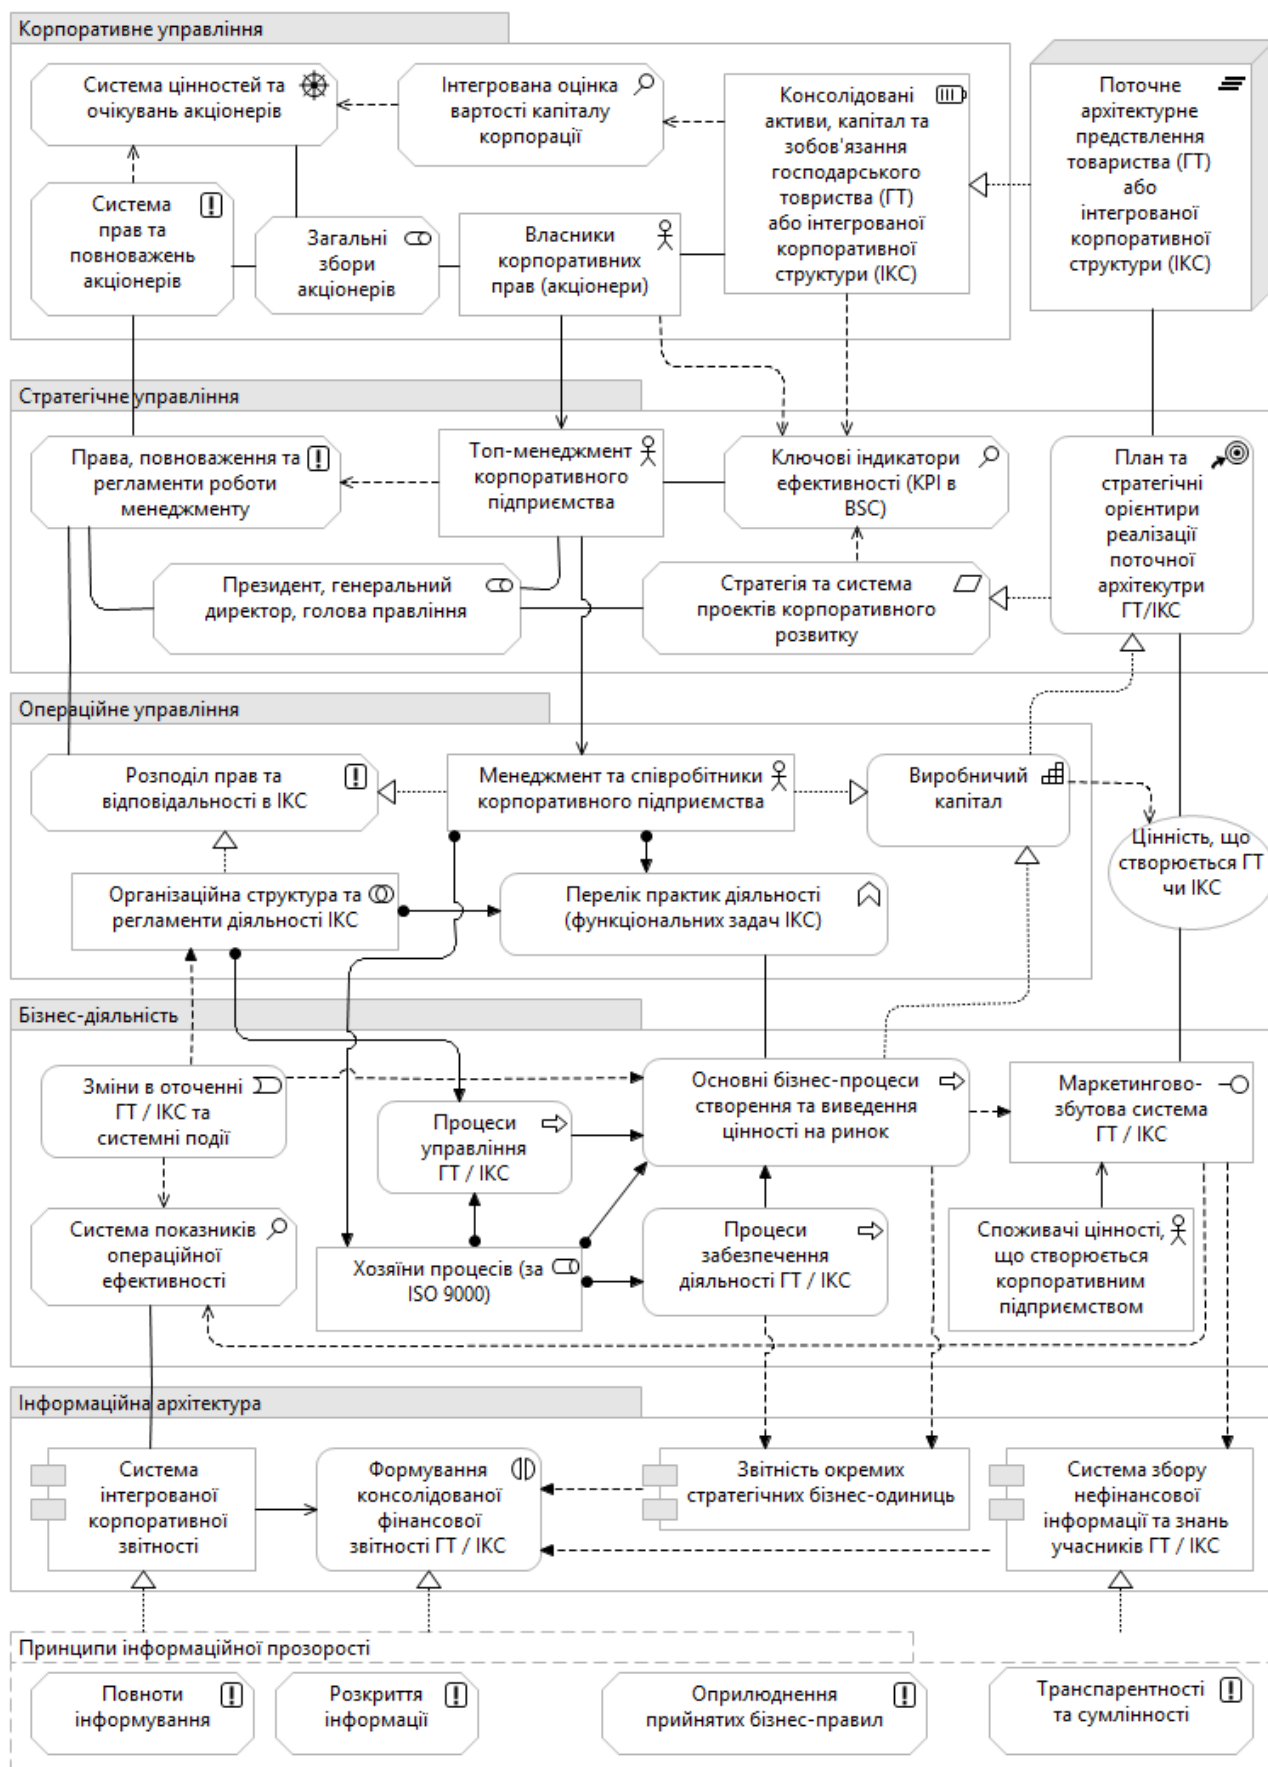 Корпоративне управління
Система цінностей та
очікувань акціонерів
Інтегрована оцінка
вартості капіталу
корпорації
Консолідовані
активи, капітал та
зобов'язання
господарського
товриства (ГТ)
або інтегрованої
корпоративної
структури (ІКС)
Поточне
архітектурне
предствлення
товариства (ГТ)
або
інтегрованої
корпоративної
структури (ІКС)
Система
прав та
повноважень
акціонерів
Загальні
збори
акціонерів
Власники
корпоративних
прав (акціонери)
Стратегічне управління
Права, повноваження та
регламенти роботи
менеджменту
Топ-менеджмент
корпоративного
підприємства
Ключові індикатори
ефективності (KPI в
BSC)
План та
стратегічні
орієнтири
реалізації
поточної
архітекутри
ГТ/ІКС
Президент, генеральний
директор, голова правління
Стратегія та система
проектів корпоративного
розвитку
Операційне управління
Розподіл прав та
відповідальності в ІКС
Менеджмент та співробітники
корпоративного підприємства
Виробничий
капітал
Цінність, що
створюється ГТ
чи ІКС
Організаційна структура та
регламенти діяльності ІКС
Перелік практик діяльності
(функціональних задач ІКС)
Бізнес-діяльність
Зміни в оточенні
ГТ / ІКС та
системні події
Процеси
управління
ГТ / ІКС
Основні бізнес-процеси
створення та виведення
цінності на ринок
Маркетингово-
збутова система
ГТ / ІКС
Система показників
операційної
ефективності
Хозяїни процесів (за
ISO 9000)
Процеси
забезпечення
діяльності ГТ / ІКС
Споживачі цінності,
що створюється
корпоративним
підприємством
Інформаційна архітектура
Система
інтегрованої
корпоративної
звітності
Формування
консолідованої
фінансової
звітності ГТ / ІКС
Звітність окремих
стратегічних бізнес-одиниць
Система збору
нефінансової
інформації та знань
учасників ГТ / ІКС
Принципи інформаційної прозорості
Повноти
інформування
Розкриття
інформації
Оприлюднення
прийнятих бізнес-правил
Транспарентності
та сумлінності